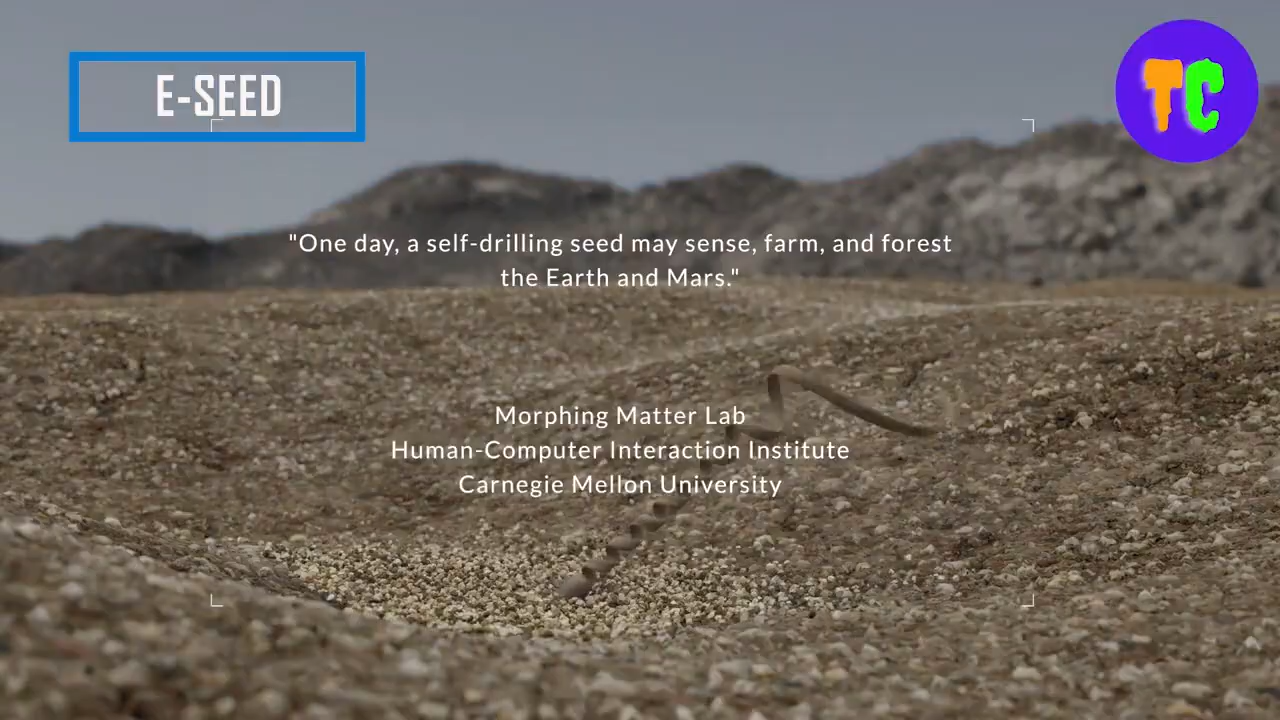 E-SEED
TC
"One day, a self-drilling seed may sense, farm, and forest
the Earth and Mars."
Morphing Matter Lab
Human-Computer Interaction Institute
Carnegie Mellon University